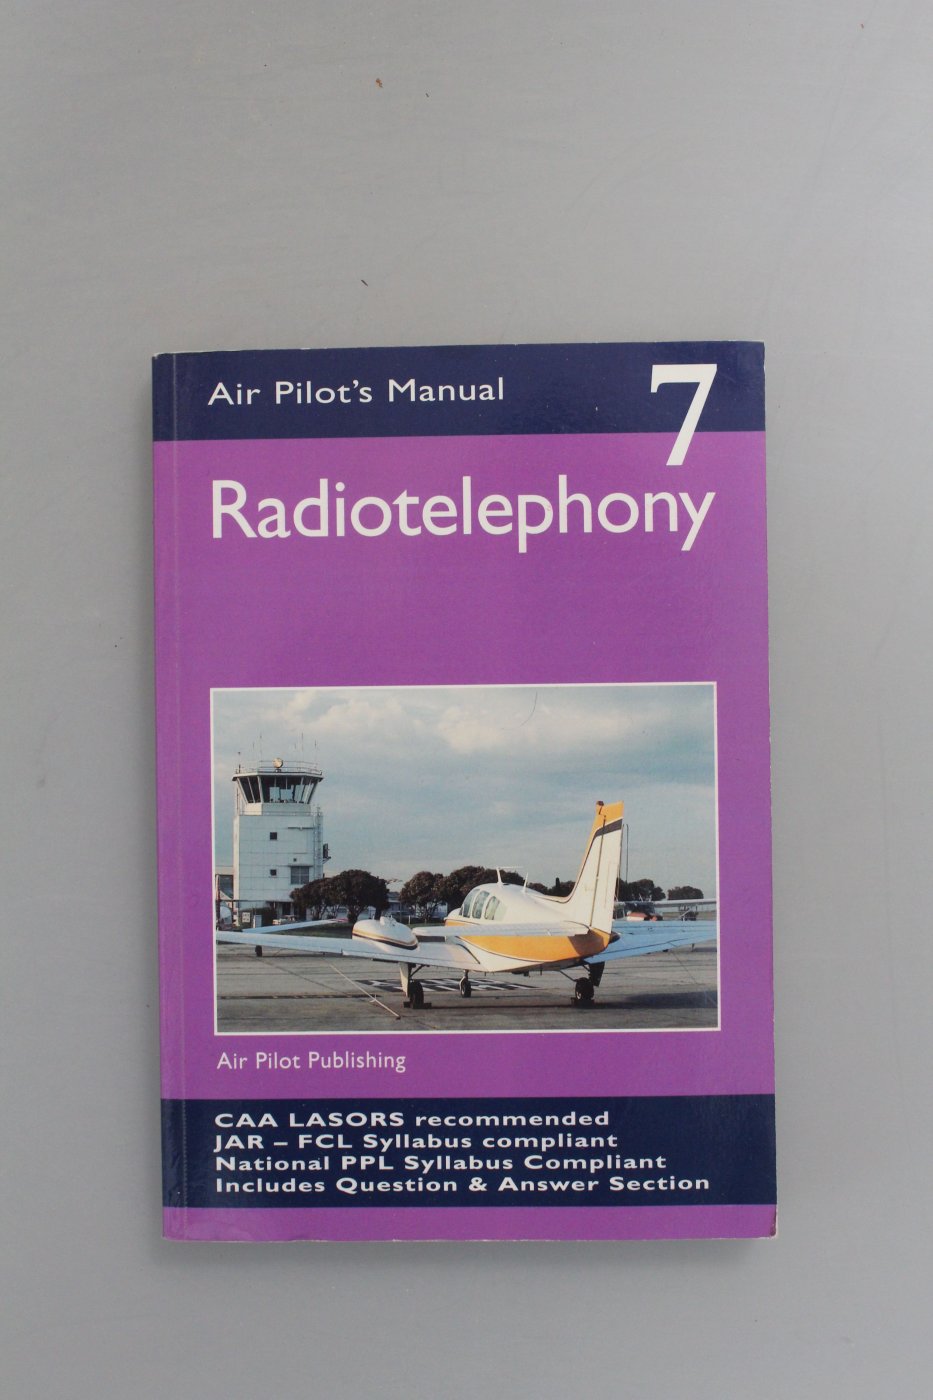 Air Pilot's Manual
7
Radiotelephony
Air Pilot Publishing
CAA LASORS recommended
JAR – FCL Syllabus compliant
National PPL Syllabus Compliant
Includes Question & Answer Section